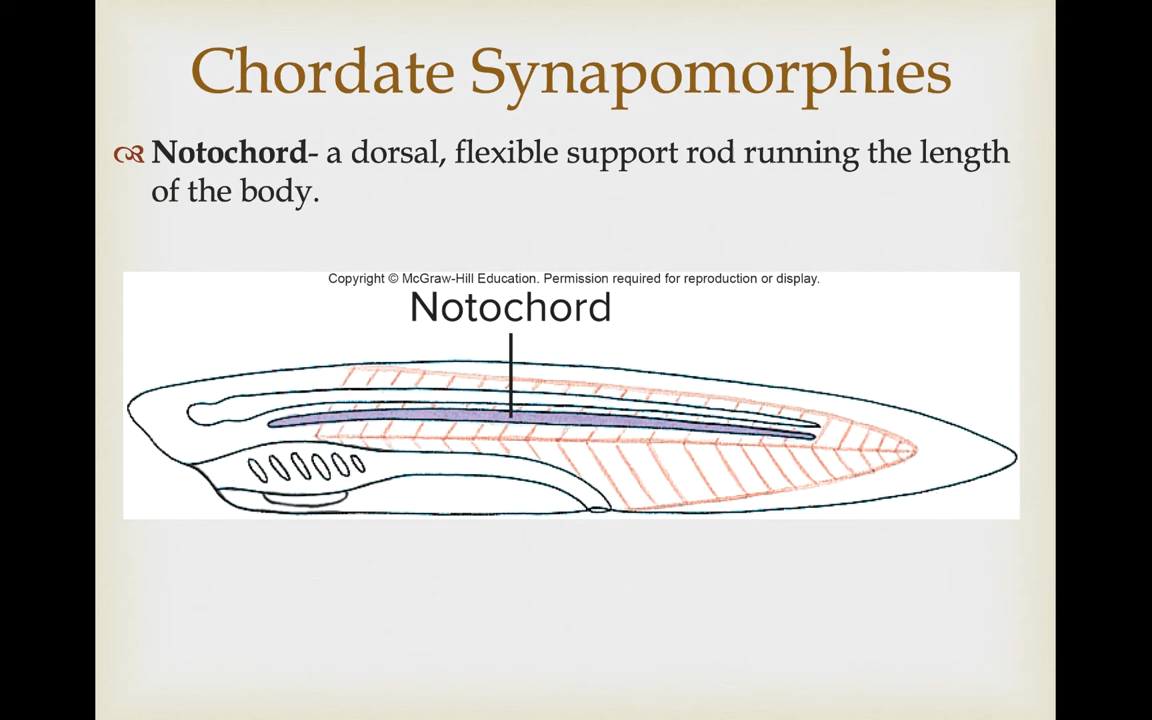 Chordate Synapomorphies
Notochord- a dorsal, flexible support rod running the length
of the body.
Copyright © McGraw-Hill Education. Permission required for reproduction or display.
Notochord